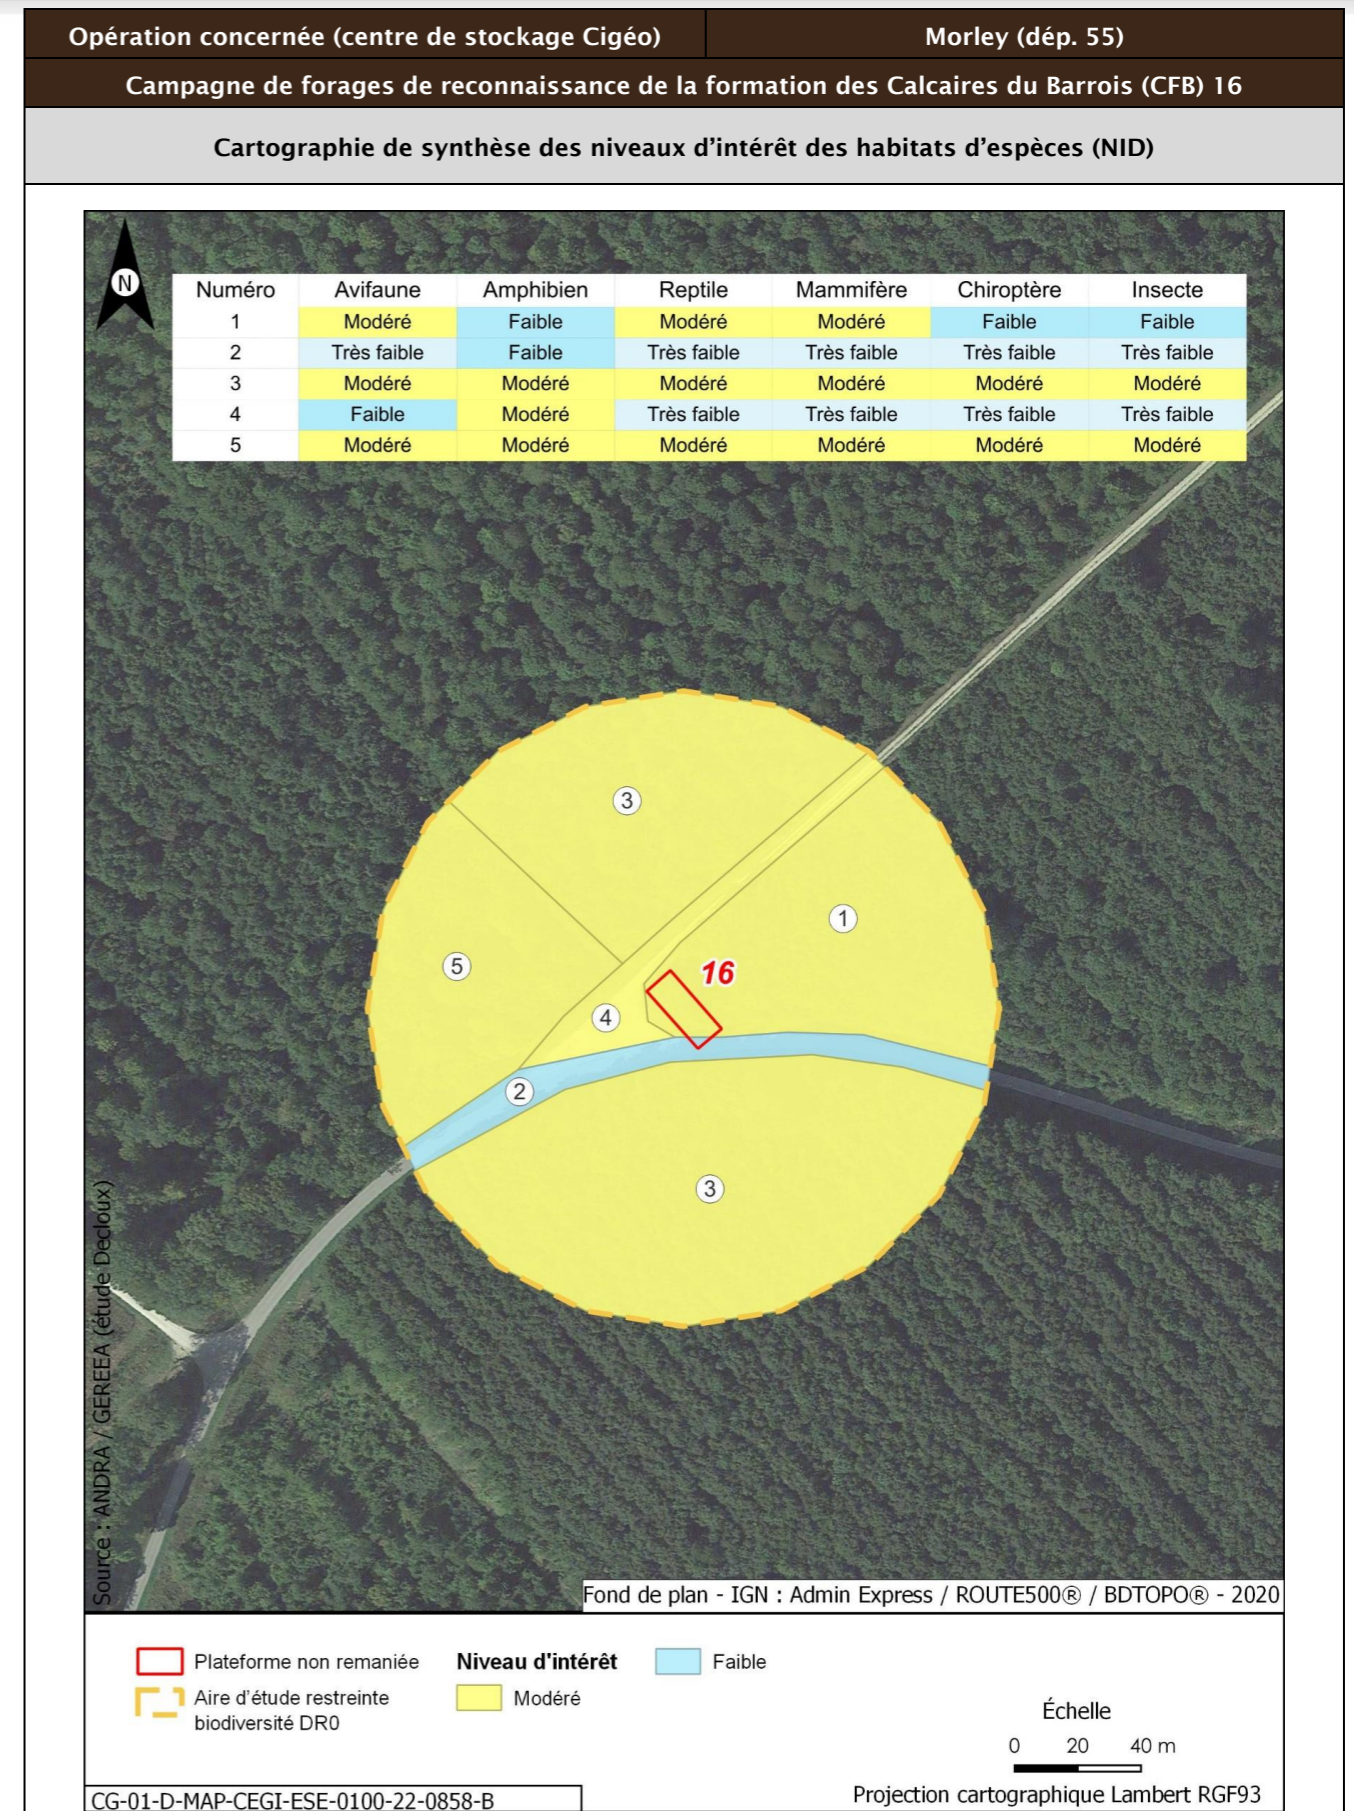 Opération concernée (centre de stockage Cigéo) Morley (dép. 55)
Campagne de forages de reconnaissance de la formation des Calcaires du Barrois (CFB) 16
Cartographie de synthèse des niveaux d'intérêt des habitats d'espèces (NID)
N
Numéro Avifaune Amphibien Reptile Mammifère Chiroptère Insecte
1 Modéré Faible Modéré Modéré Faible Faible
2 Très faible Faible Très faible Très faible Très faible Très faible
3 Modéré Modéré Modéré Modéré Modéré Modéré
4 Faible Modéré Très faible Très faible Très faible Très faible
5 Modéré Modéré Modéré Modéré Modéré Modéré
3
1
5
16
4
2
3
Source : ANDRA / GEREEA (étude Decloux)
Fond de plan - IGN : Admin Express / ROUTE500® / BDTOPO® - 2020
Plateforme non remaniée
Aire d'étude restreinte
biodiversité DR0
Niveau d'intérêt
Modéré
Faible
Échelle
0 20 40 m
Projection cartographique Lambert RGF93
CG-01-D-MAP-CEGI-ESE-0100-22-0858-B